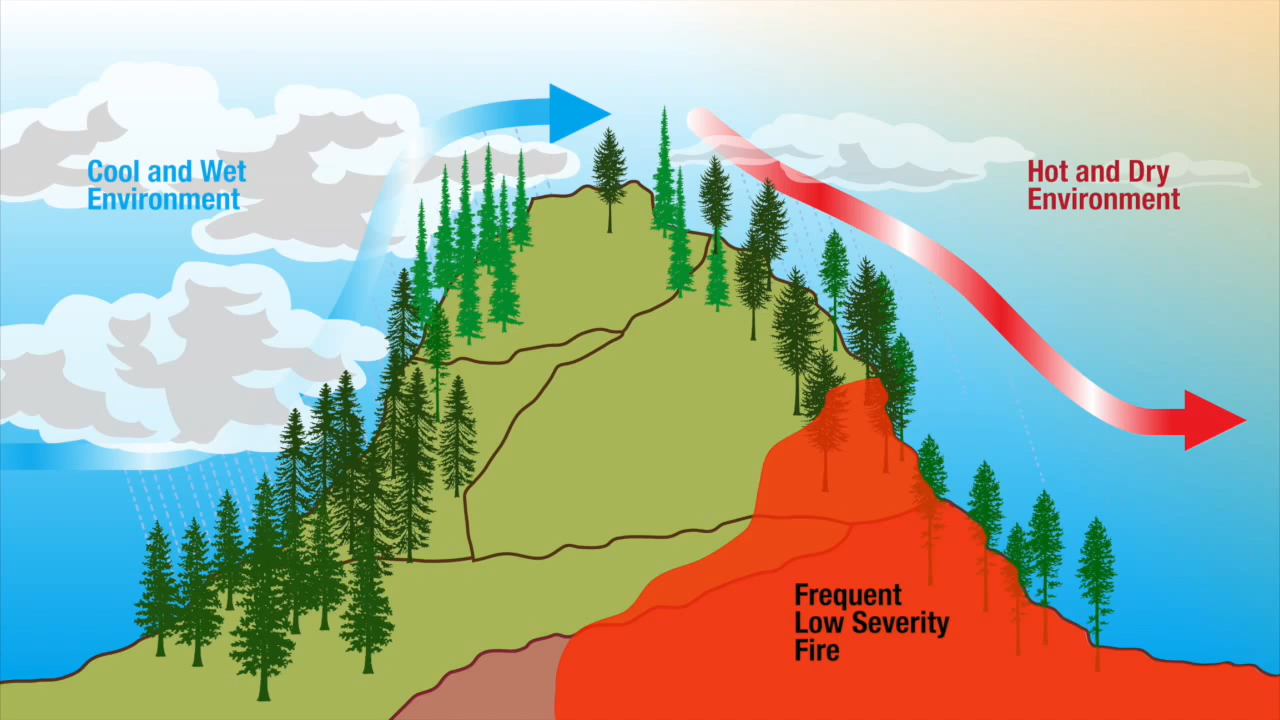 Cool and Wet
Environment
Hot and Dry
Environment
Frequent
Low Severity
Fire